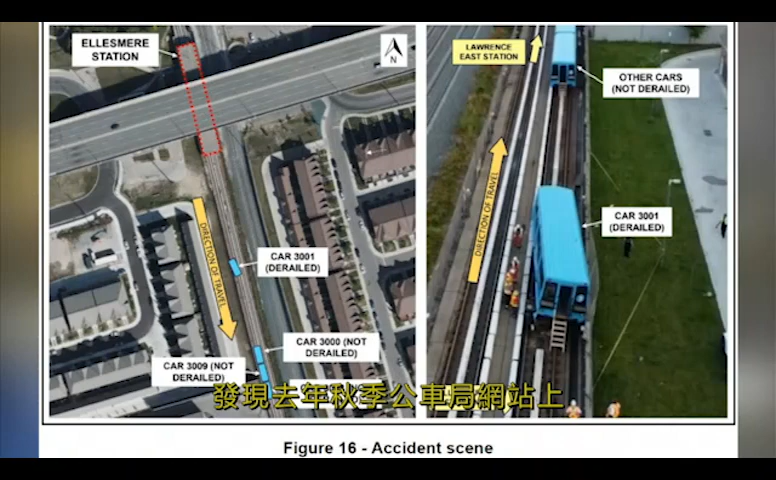 ELLESMERE
STATION
N
DIRECTION OF TRAVEL
CAR 3001
(DERAILED)
CAR 3000 (NOT
DERAILED)
CAR 3009 (NOT
DERAILED)
LAWRENCE
EAST STATION
OTHER CARS
(NOT DERAILED)
DIRECTION OF TRAVEL
CAR 3001
(DERAILED)
發現去年秋季公車局網站上
Figure 16 - Accident scene